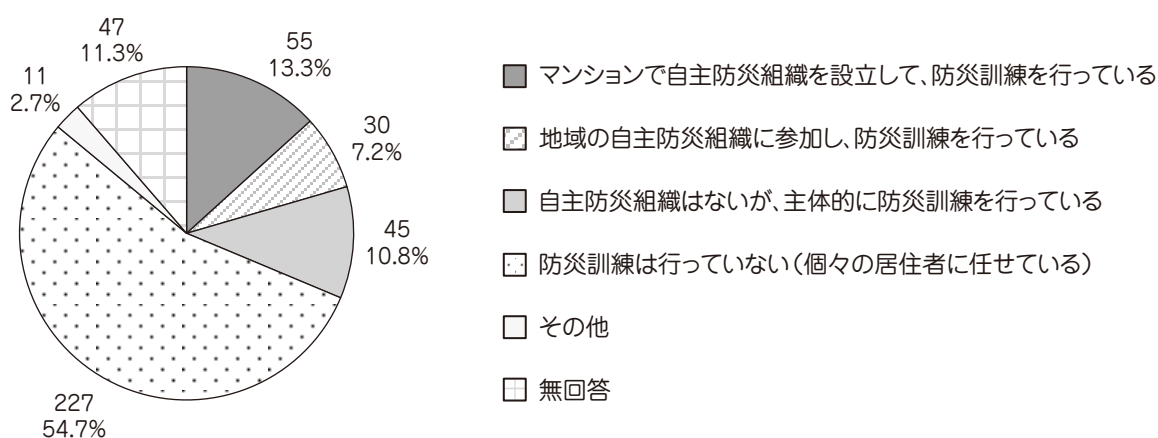 47
11.3%
11
2.7%
55
13.3%
30
7.2%
45
10.8%
227
54.7%
マンションで自主防災組織を設立して、防災訓練を行っている
地域の自主防災組織に参加し、防災訓練を行っている
自主防災組織はないが、主体的に防災訓練を行っている
防災訓練は行っていない（個々の居住者に任せている）
その他
無回答